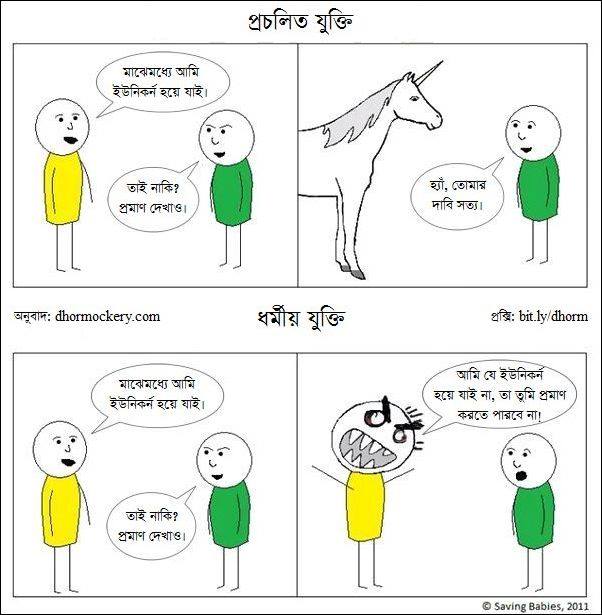 প্রচলিত যুক্তি
মাঝেমধ্যে আমি
ইউনিকর্ন হয়ে যাই।
তাই নাকি?
প্রমাণ দেখাও।
হ্যাঁ, তোমার
দাবি সত্য।
অনুবাদ: dhormockery.com
ধর্মীয় যুক্তি
প্রক্সি: bit.ly/dhorm
মাঝেমধ্যে আমি
ইউনিকর্ন হয়ে যাই।
তাই নাকি?
প্রমাণ দেখাও।
আমি যে ইউনিকর্ন
হয়ে যাই না, তা তুমি প্রমাণ
করতে পারবে না!
© Saving Babies, 2011